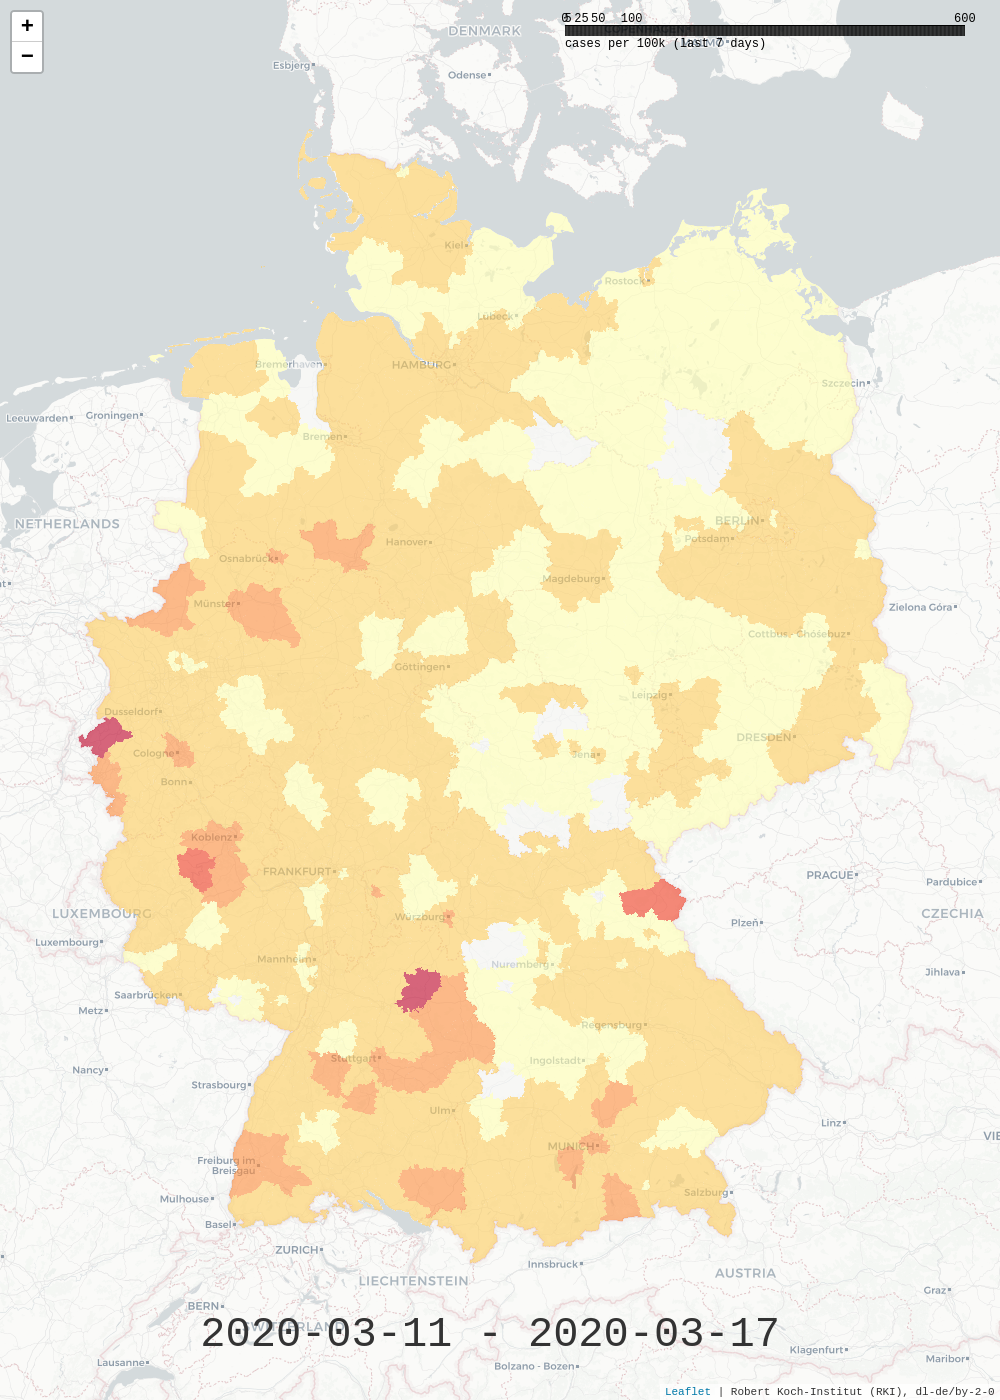 +
−
0 5 25 50 100 600
cases per 100k (last 7 days)
DENMARK
Esbjerg
Odense
Kiel
Rostock
Lübeck
Bremerhaven
HAMBURG
Szczecin
Leeuwarden
Groningen
Bremen
NETHERLANDS
BERLIN
Potsdam
Hanover
Osnabrück
Magdeburg
Münster
Zielona Góra
Cottbus - Chóśebuz
Göttingen
Leipzig
Dusseldorf
DRESDEN
Cologne
Jena
Bonn
Koblenz
FRANKFURT
PRAGUE
Pardubice
LUXEMBOURG
Würzburg
CZECHIA
Plzeň
Luxembourg
Mannheim
Nuremberg
Jihlava
Saarbrücken
Metz
Regensburg
Stuttgart
Ingolstadt
Nancy
Strasbourg
Ulm
Linz
VIE
MUNICH
Freiburg im
Breisgau
Mulhouse
Salzburg
Basel
ZURICH
Innsbruck
AUSTRIA
LIECHTENSTEIN
Graz
BERN
SWITZERLAND
2020-03-11 - 2020-03-17
Klagenfurt
Lausanne
Bolzano - Bozen
Maribor
Leaflet | Robert Koch-Institut (RKI), dl-de/by-2-0